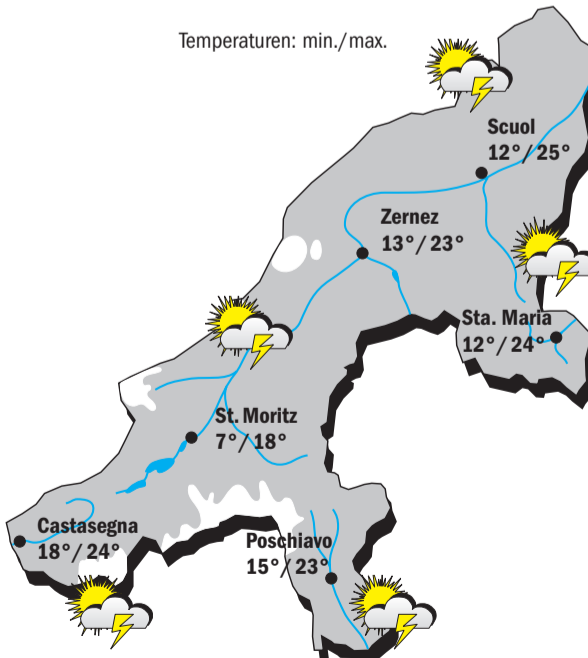 Temperaturen: min./max.
Scuol
12°/25°
Zernez
13°/23°
Sta. Maria
12°/24°
St. Moritz
7°/18°
Castasegna
18°/24°
Poschiavo
15°/23°